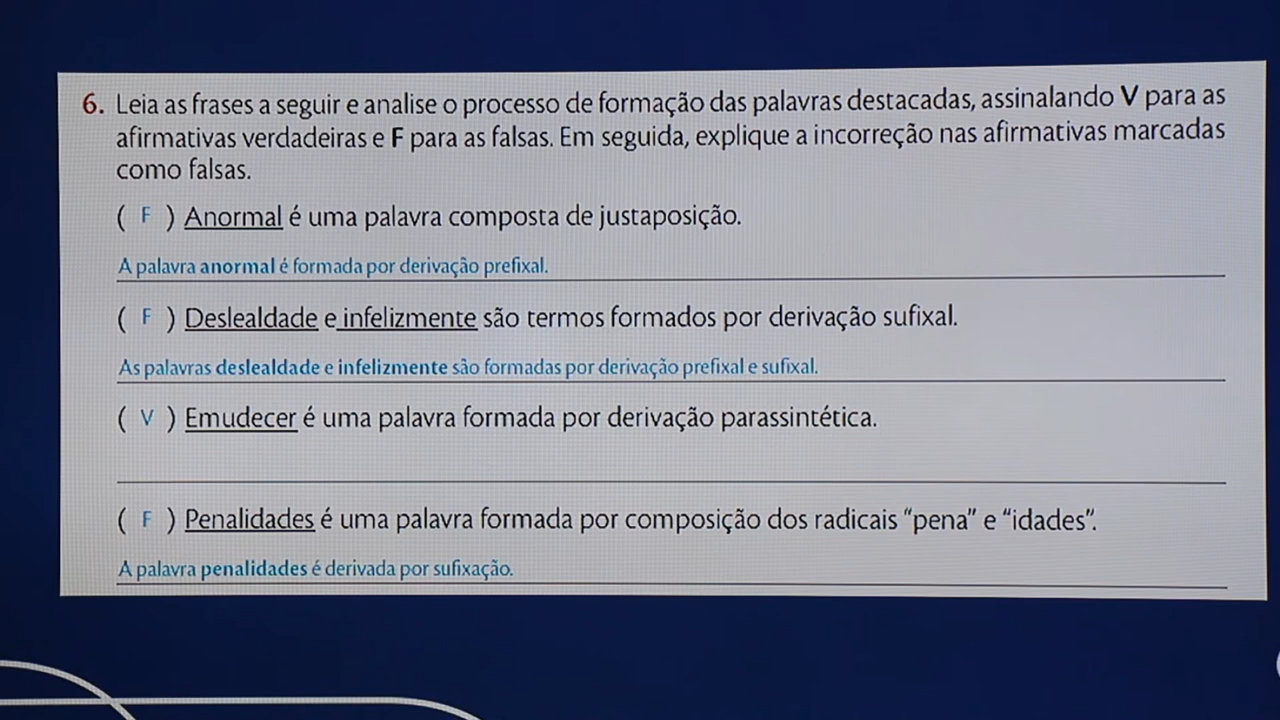 6. Leia as frases a seguir e analise o processo de formação das palavras destacadas, assinalando V para as
afirmativas verdadeiras e F para as falsas. Em seguida, explique a incorreção nas afirmativas marcadas
como falsas.
( F ) Anormal é uma palavra composta de justaposição.
A palavra anormal é formada por derivação prefixal.
( F ) Deslealdade e infelizmente são termos formados por derivação sufixal.
As palavras deslealdade e infelizmente são formadas por derivação prefixal e sufixal.
( V ) Emudecer é uma palavra formada por derivação parassintética.
( F ) Penalidades é uma palavra formada por composição dos radicais “pena” e “idades”.
A palavra penalidades é derivada por sufixação.